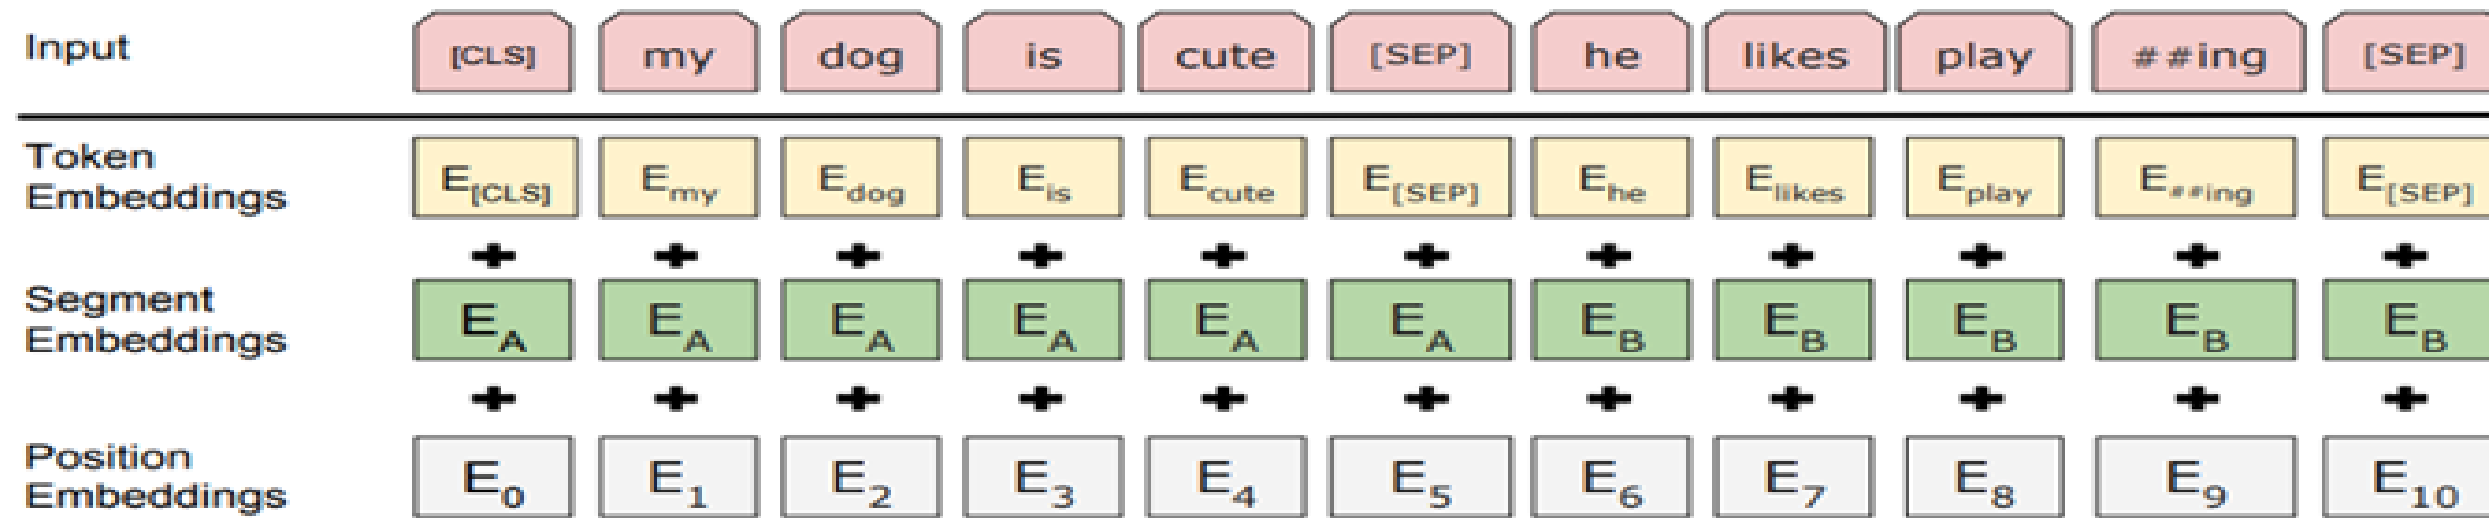 Input [CLS] my dog is cute [SEP] he likes play ##ing [SEP]
Token
Embeddings E[CLS] Emy Edog Eis Ecute E[SEP] Ehe Elikes Eplay E##ing E[SEP]
+ + + + + + + + + + +
Segment
Embeddings EA EA EA EA EA EA EB EB EB EB EB
+ + + + + + + + + + +
Position
Embeddings E0 E1 E2 E3 E4 E5 E6 E7 E8 E9 E10